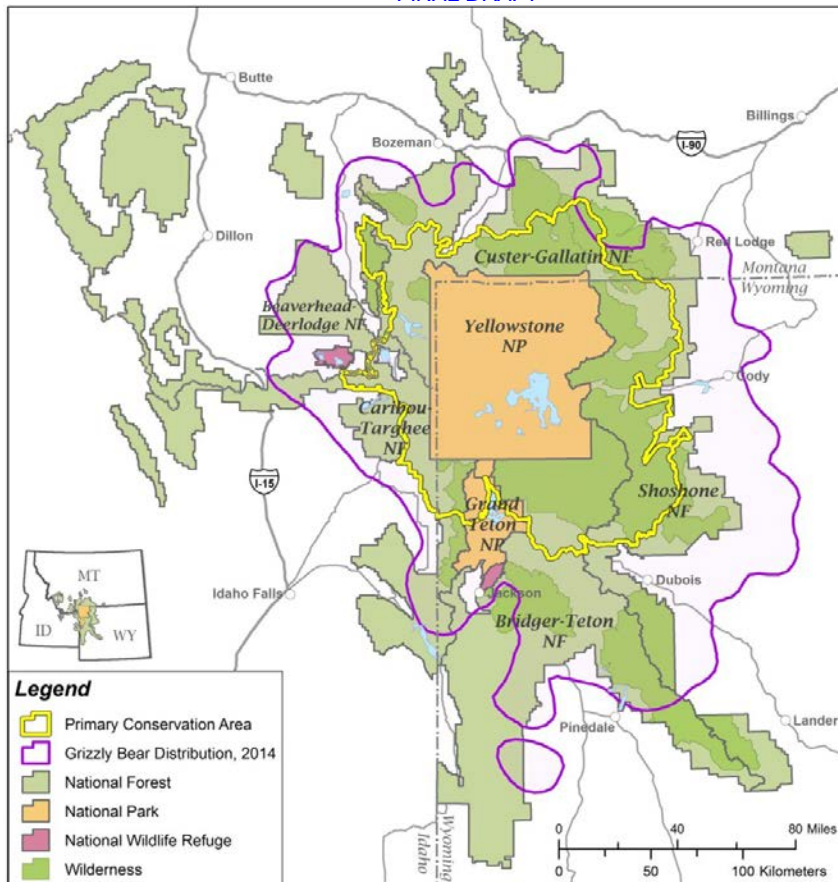 FINAL DRAFT
Butte
Billings
Bozeman
I-90
Dillon
Red Lodge
Custer-Gallatin NF
Montana
Wyoming
Beaverhead-
Deerlodge NF
Yellowstone
NP
Cody
Caribou-
Targhee
NF
I-15
Shoshone
NF
Grand
Teton
NP
Idaho Falls
Dubois
Jackson
Bridger-Teton
NF
MT
ID
WY
Pinedale
Lander
Legend
Primary Conservation Area
Grizzly Bear Distribution, 2014
National Forest
National Park
National Wildlife Refuge
Wilderness
Idaho
Wyoming
0 40 80 Miles
0 50 100 Kilometers